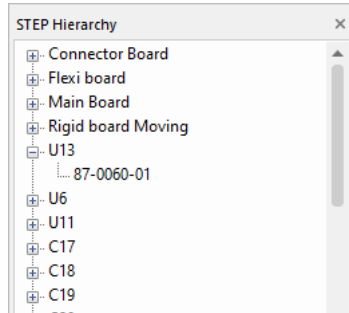 STEP Hierarchy
Connector Board
Flexi board
Main Board
Rigid board Moving
U13
87-0060-01
U6
U11
C17
C18
C19